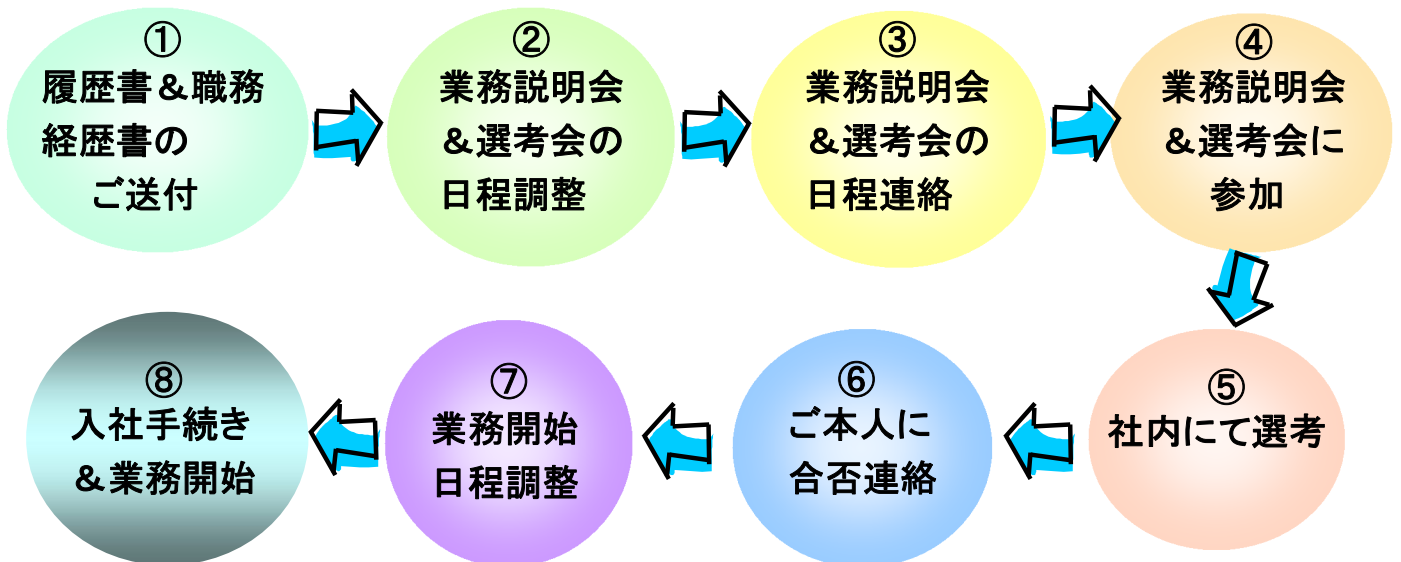 ①
履歴書＆職務
経歴書の
ご送付
②
業務説明会
＆選考会の
日程調整
③
業務説明会
＆選考会の
日程連絡
④
業務説明会
＆選考会に
参加
⑤
社内にて選考
⑥
ご本人に
合否連絡
⑦
業務開始
日程調整
⑧
入社手続き
＆業務開始